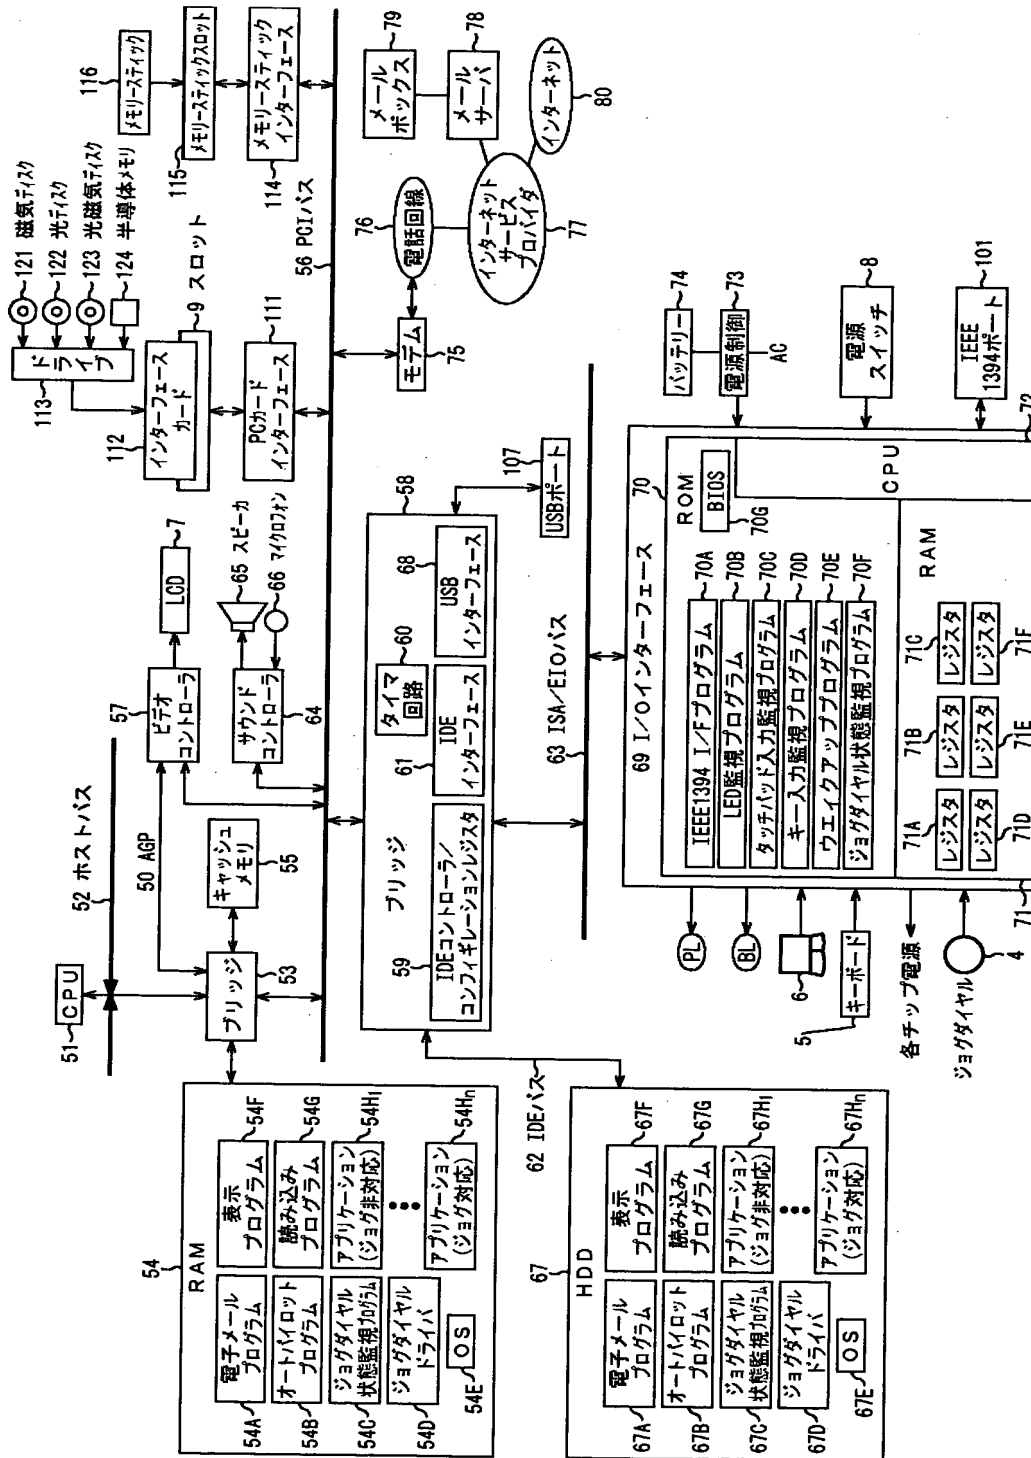 51 CPU
52 ホストバス
50 AGP
ブリッジ
53
キャッシュ
メモリ
55
57
ビデオ
コントローラ
LCD
7
サウンド
コントローラ
64
65 スピーカ
66 マイクロフォン
121 磁気ディスク
122 光ディスク
123 光磁気ディスク
124 半導体メモリ
ドライブ
113
112
インターフェース
カード
9 スロット
PCカード
インターフェース
111
116
メモリースティック
115
メモリースティックスロット
メモリースティック
インターフェース
114
56 PCIバス
54
RAM
電子メール
プログラム
54A
オートパイロット
プログラム
54B
ジョグダイヤル
状態監視プログラム
54C
ジョグダイヤル
ドライバ
54D
OS
54E
表示
プログラム
54F
読み込み
プログラム
54G
アプリケーション
(ジョグ非対応)
54H1
アプリケーション
(ジョグ対応)
54Hn
ブリッジ
58
59
IDEコントローラ/
コンフィギレーションレジスタ
タイマ
回路
60
61
IDE
インターフェース
68
USB
インターフェース
107
USBポート
モデム
75
76
電話回線
インターネット
サービス
プロバイダ
77
メール
ボックス
79
メール
サーバ
78
インターネット
80
62 IDEバス
63 ISA/EIOバス
67
HDD
電子メール
プログラム
67A
オートパイロット
プログラム
67B
ジョグダイヤル
状態監視プログラム
67C
ジョグダイヤル
ドライバ
67D
OS
67E
表示
プログラム
67F
読み込み
プログラム
67G
アプリケーション
(ジョグ非対応)
67H1
アプリケーション
(ジョグ対応)
67Hn
69 I/Oインターフェース
70
ROM
BIOS
70G
IEEE1394 I/Fプログラム
70A
LED監視プログラム
70B
タッチパッド入力監視プログラム
70C
キー入力監視プログラム
70D
ウエイクアッププログラム
70E
ジョグダイヤル状態監視プログラム
70F
CPU
72
RAM
71
71A
レジスタ
71B
レジスタ
71C
レジスタ
レジスタ
71D
レジスタ
71E
レジスタ
71F
PL
BL
6
キーボード
5
各チップ電源
ジョグダイヤル
4
バッテリー
74
電源制御
73
AC
電源
スイッチ
8
IEEE
1394ポート
101